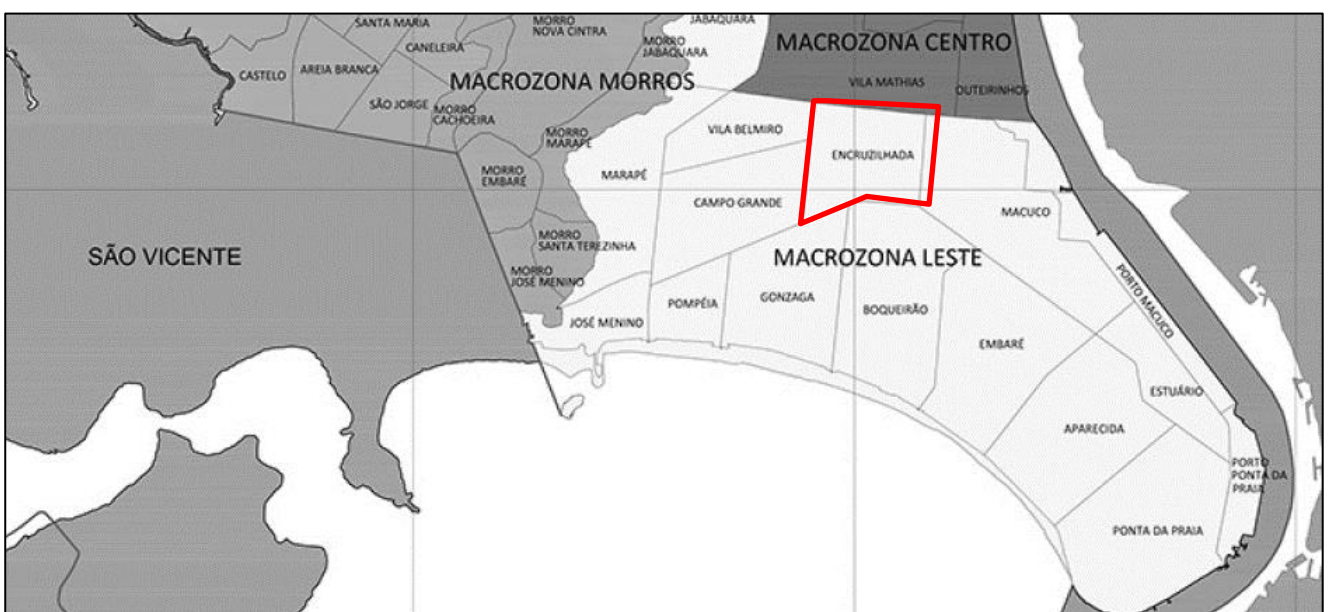 SANTA MARIA
MORRO
NOVA CINTRA
JABAQUARA
CANELEIRA
MORRO
JABAQUARA
MACROZONA CENTRO
CASTELO
AREIA BRANCA
MACROZONA MORROS
VILA MATHIAS
OUTEIRINHOS
SÃO JORGE
MORRO
CACHOEIRA
MORRO
MARAPÉ
VILA BELMIRO
ENCRUZILHADA
MORRO
EMBARÉ
MARAPÉ
CAMPO GRANDE
MACUCO
MORRO
SANTA TEREZINHA
SÃO VICENTE
MACROZONA LESTE
MORRO
JOSÉ MENINO
PORTO MACUCO
POMPÉIA
GONZAGA
BOQUEIRÃO
JOSÉ MENINO
EMBARÉ
ESTUÁRIO
APARECIDA
PORTO
PONTA DA
PRAIA
PONTA DA PRAIA